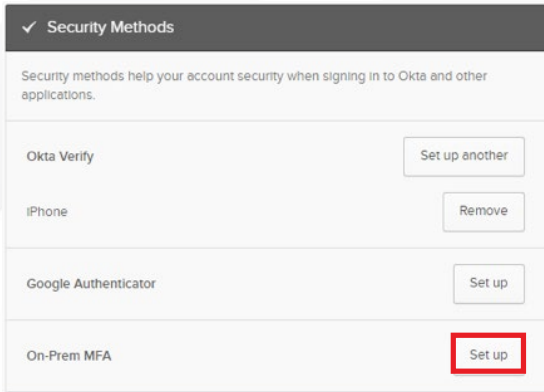 Security Methods
Security methods help your account security when signing in to Okta and other
applications.
Okta Verify
Set up another
iPhone
Remove
Google Authenticator
Set up
On-Prem MFA
Set up